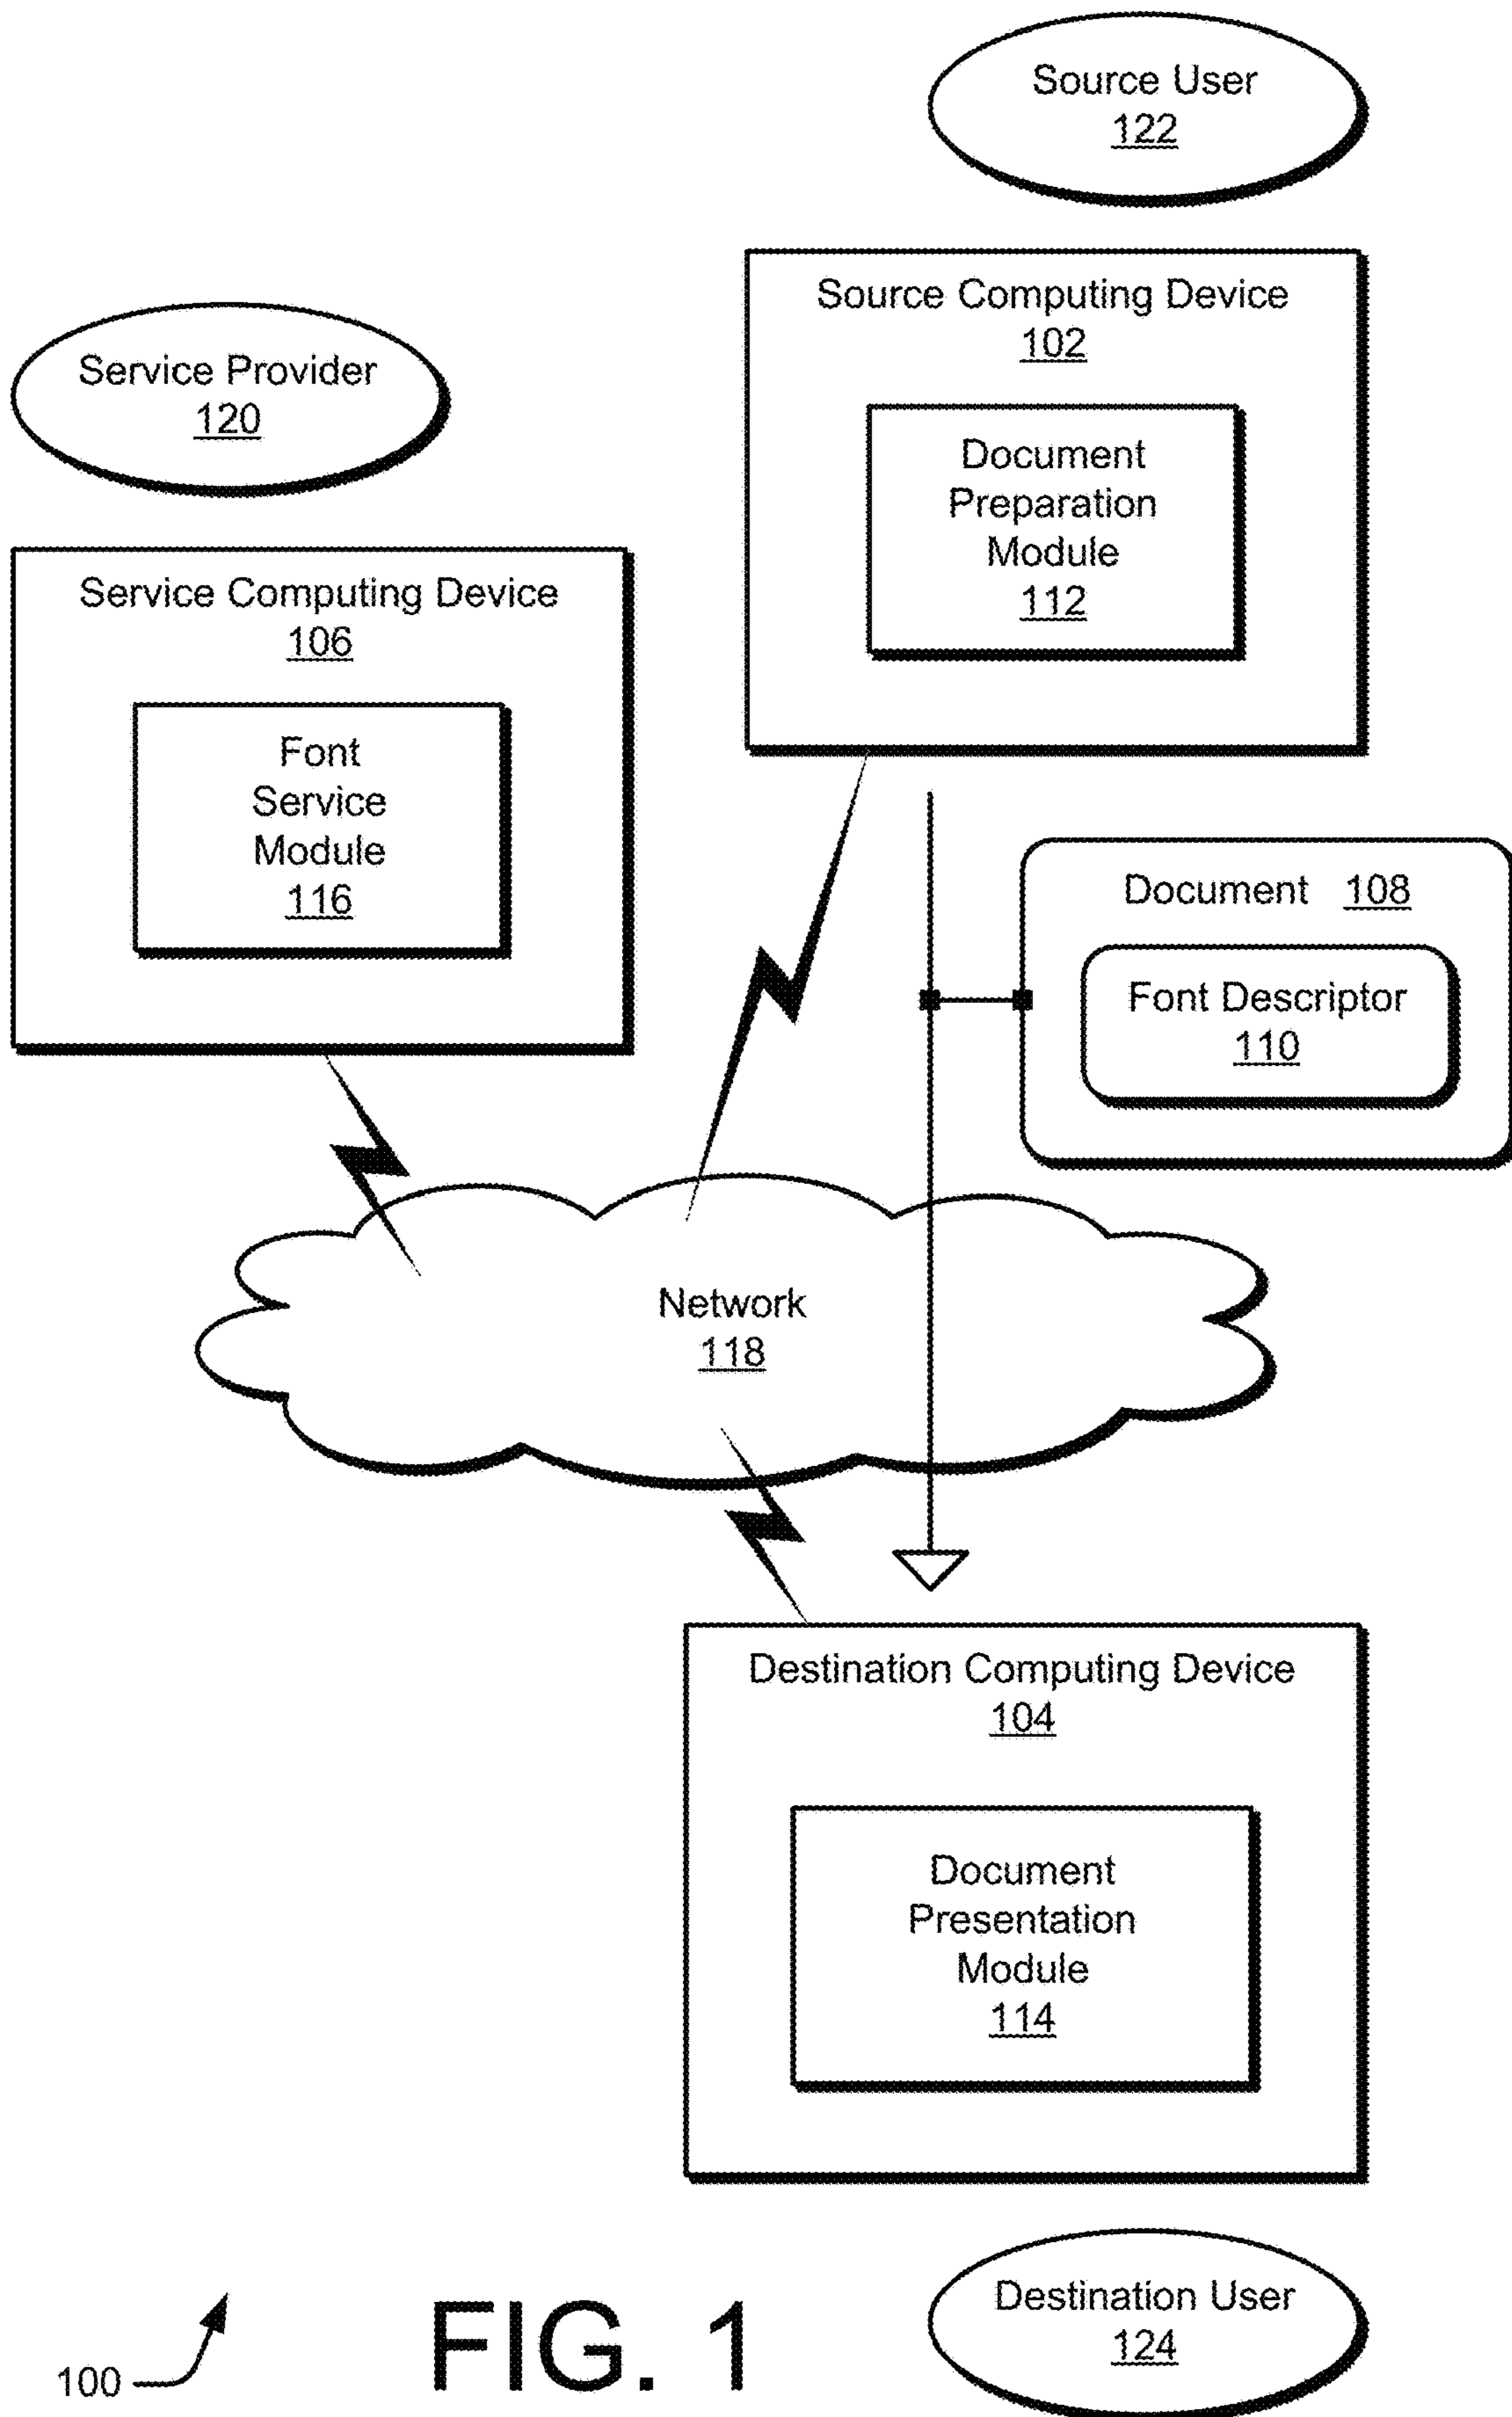 Source User
122
Source Computing Device
102
Document
Preparation
Module
112
Service Provider
120
Service Computing Device
106
Font
Service
Module
116
Document 108
Font Descriptor
110
Network
118
Destination Computing Device
104
Document
Presentation
Module
114
Destination User
124
100
FIG. 1